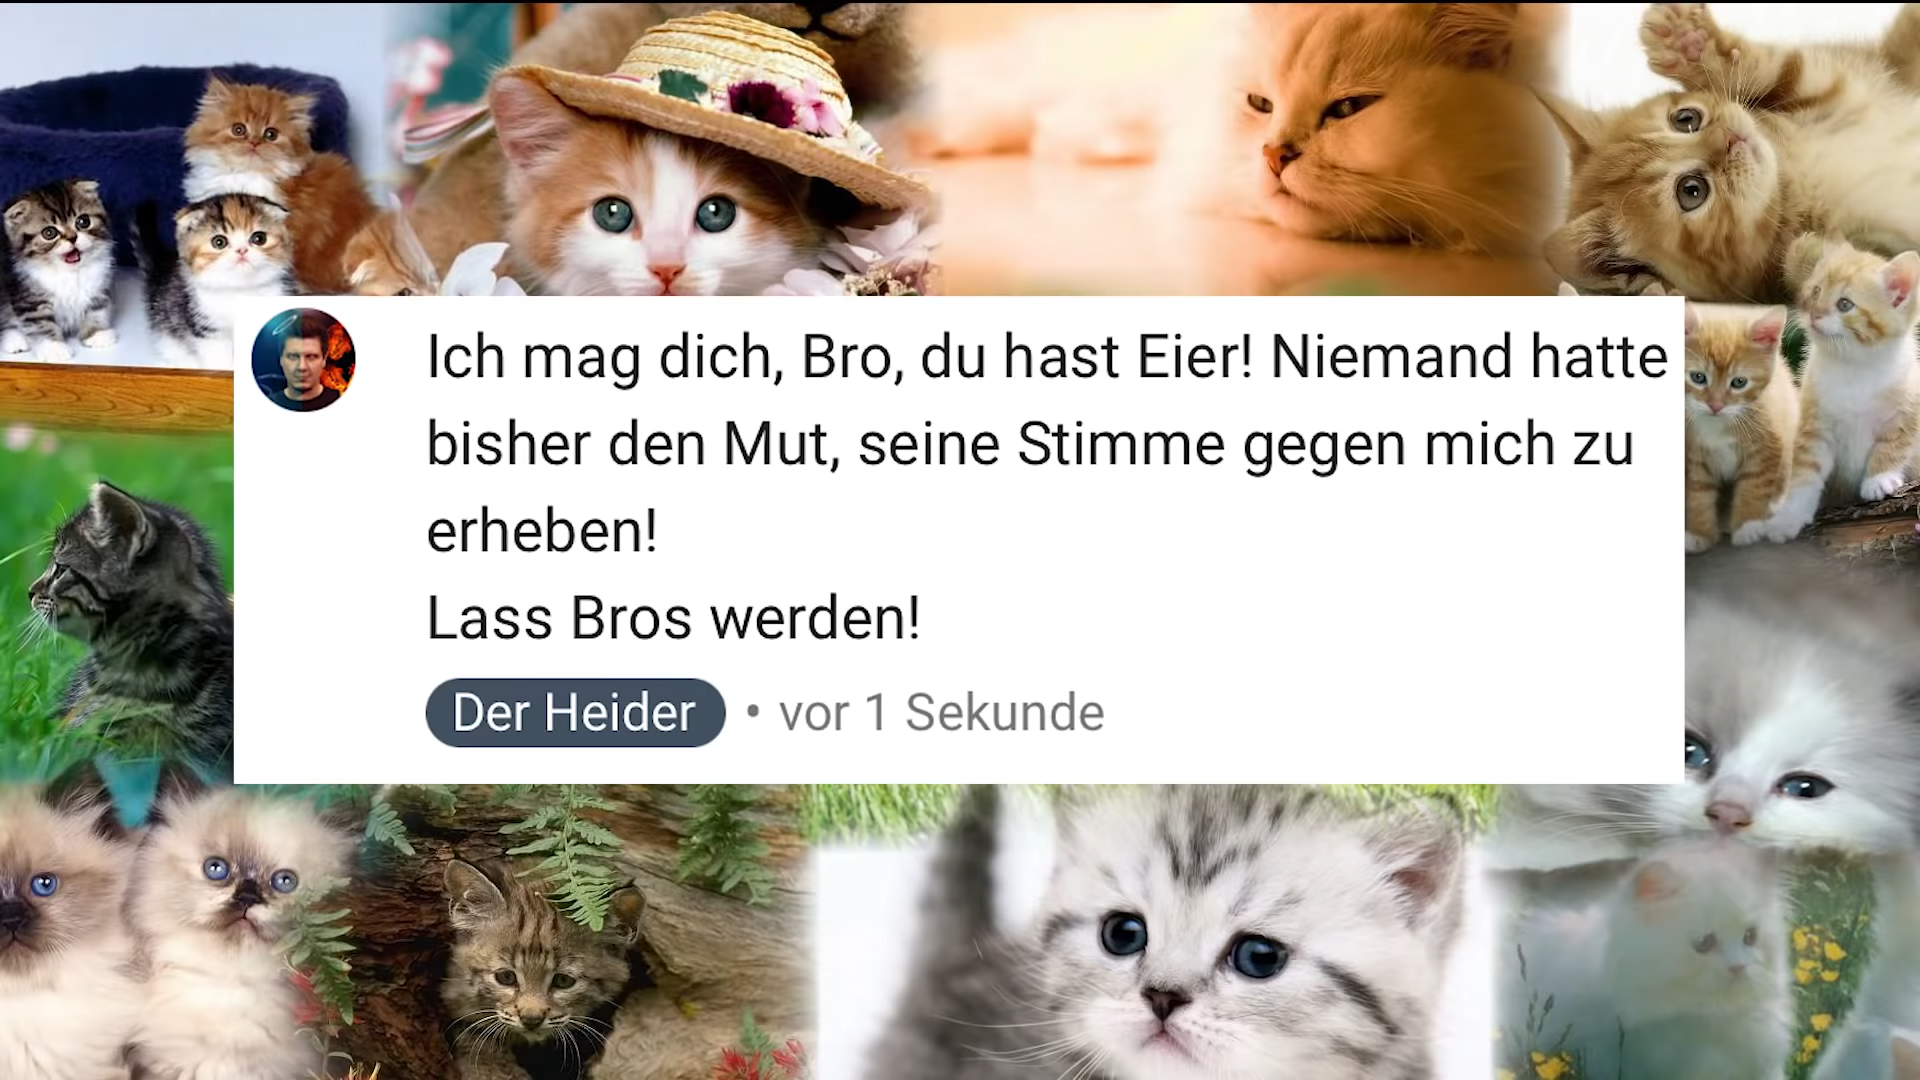 Ich mag dich, Bro, du hast Eier! Niemand hatte
bisher den Mut, seine Stimme gegen mich zu
erheben!
Lass Bros werden!
Der Heider • vor 1 Sekunde